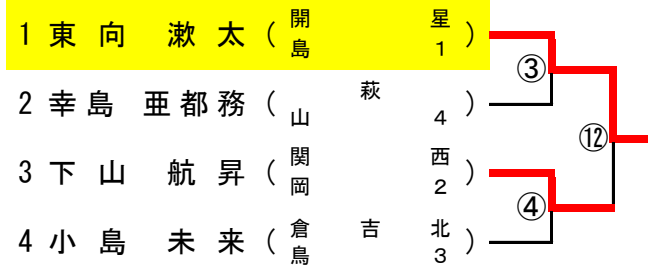 1 東向 漱太 (開星 島1)
③
2 幸島 亜都務 (萩 山4)
⑫
3 下山 航昇 (関西 岡2)
④
4 小島 未来 (倉吉北 鳥3)